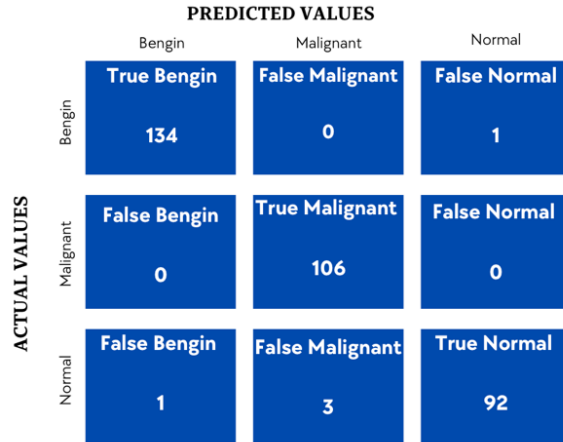 PREDICTED VALUES
Bengin Malignant Normal
ACTUAL VALUES
Bengin
True Bengin False Malignant False Normal
134 0 1
Malignant
False Bengin True Malignant False Normal
0 106 0
Normal
False Bengin False Malignant True Normal
1 3 92